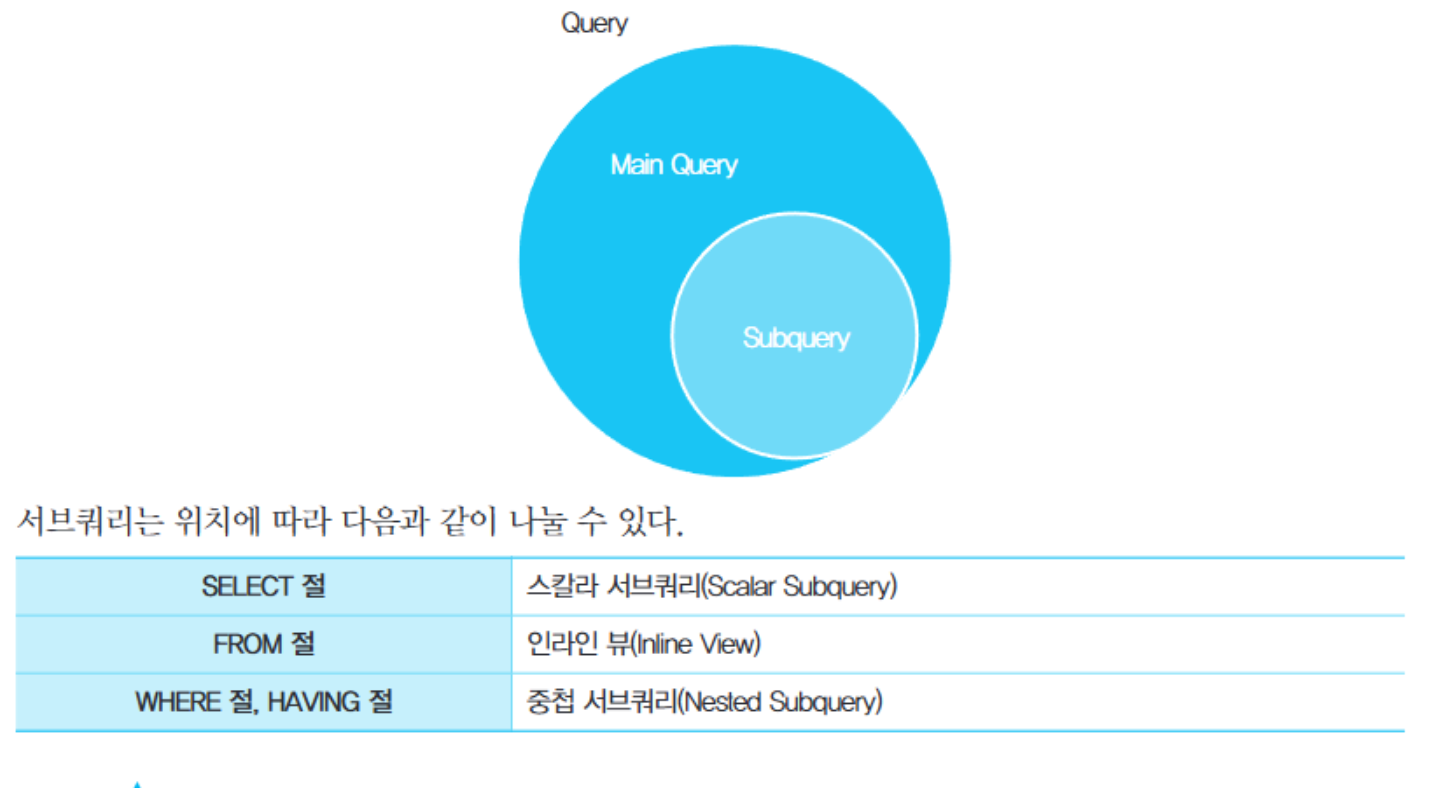 Query
Main Query
Subquery
서브쿼리는 위치에 따라 다음과 같이 나눌 수 있다.
SELECT 절 스칼라 서브쿼리(Scalar Subquery)
FROM 절 인라인 뷰(Inline View)
WHERE 절, HAVING 절 중첩 서브쿼리(Nested Subquery)